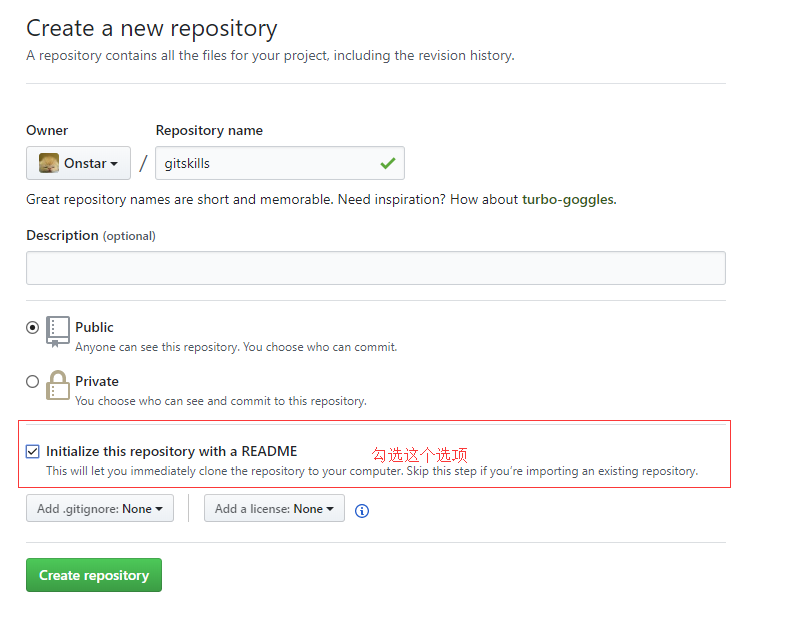 Create a new repository
A repository contains all the files for your project, including the revision history.
Owner
Repository name
Onstar
/
gitskills
Great repository names are short and memorable. Need inspiration? How about turbo-goggles.
Description (optional)
Public
Anyone can see this repository. You choose who can commit.
Private
You choose who can see and commit to this repository.
Initialize this repository with a README
勾选这个选项
This will let you immediately clone the repository to your computer. Skip this step if you're importing an existing repository.
Add .gitignore: None
Add a license: None
Create repository